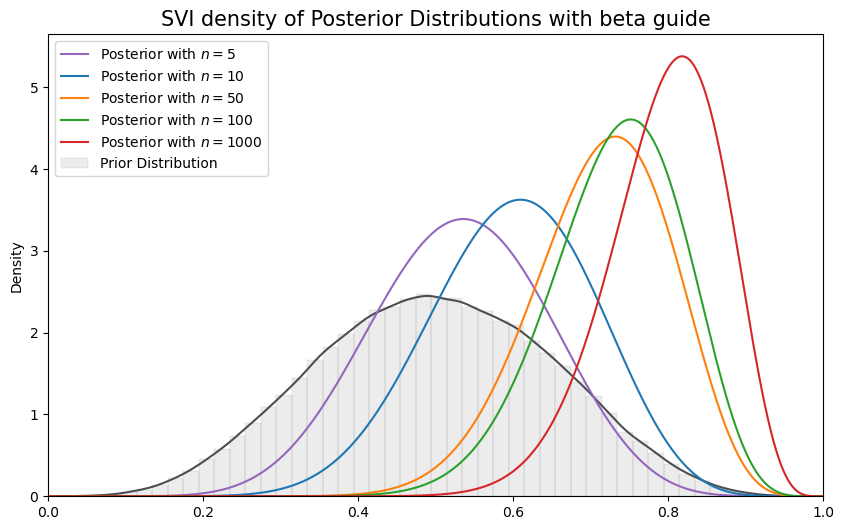 SVI density of Posterior Distributions with beta guide
Posterior with n = 5
Posterior with n = 10
Posterior with n = 50
Posterior with n = 100
Posterior with n = 1000
Prior Distribution
Density
5
4
3
2
1
0
0.0 0.2 0.4 0.6 0.8 1.0